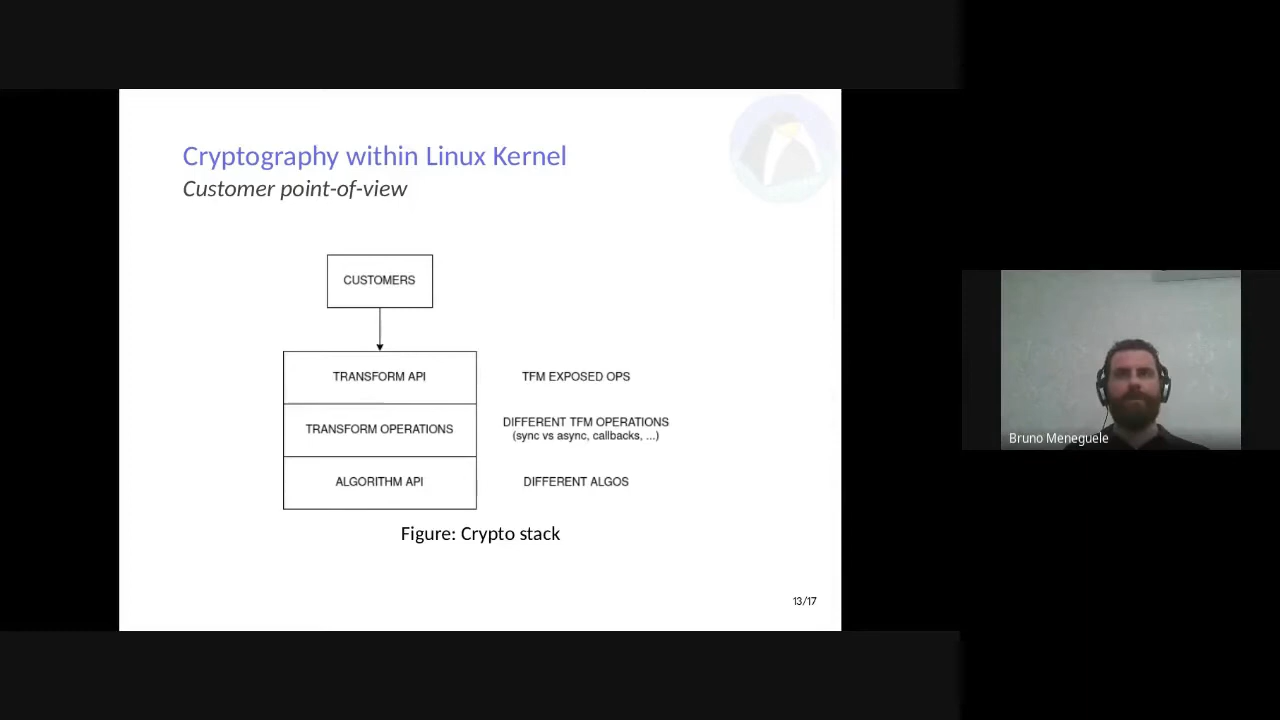 Cryptography within Linux Kernel
Customer point-of-view
CUSTOMERS
TRANSFORM API
TFM EXPOSED OPS
TRANSFORM OPERATIONS
DIFFERENT TFM OPERATIONS
(sync vs async, callbacks, ...)
ALGORITHM API
DIFFERENT ALGOS
Figure: Crypto stack
13/17
Bruno Meneguele